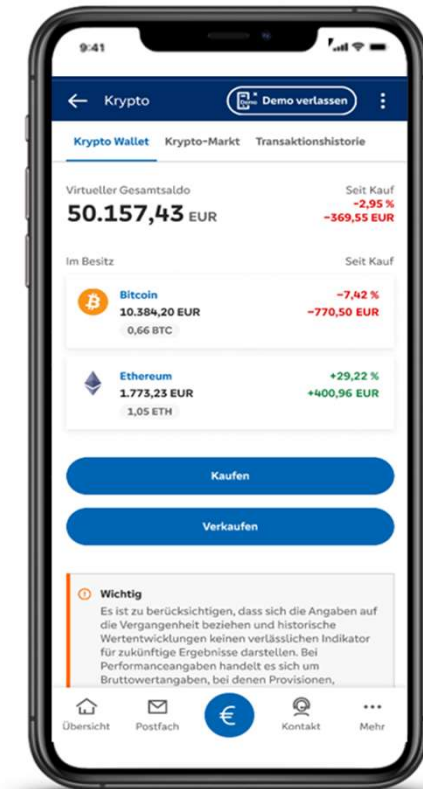 9:41
Krypto
Demo
Demo verlassen
Krypto Wallet Krypto-Markt Transaktionshistorie
Virtueller Gesamtsaldo Seit Kauf
50.157,43 EUR -2,95 %
-369,55 EUR
Im Besitz Seit Kauf
Bitcoin -7,42 %
10.384,20 EUR -770,50 EUR
0,66 BTC
Ethereum +29,22 %
1.773,23 EUR +400,96 EUR
1,05 ETH
Kaufen
Verkaufen
Wichtig
Es ist zu berücksichtigen, dass sich die Angaben auf
die Vergangenheit beziehen und historische
Wertentwicklungen keinen verlässlichen Indikator
für zukünftige Ergebnisse darstellen. Bei
Performanceangaben handelt es sich um
Bruttowertangaben, bei denen Provisionen,
€
Übersicht Postfach Kontakt Mehr